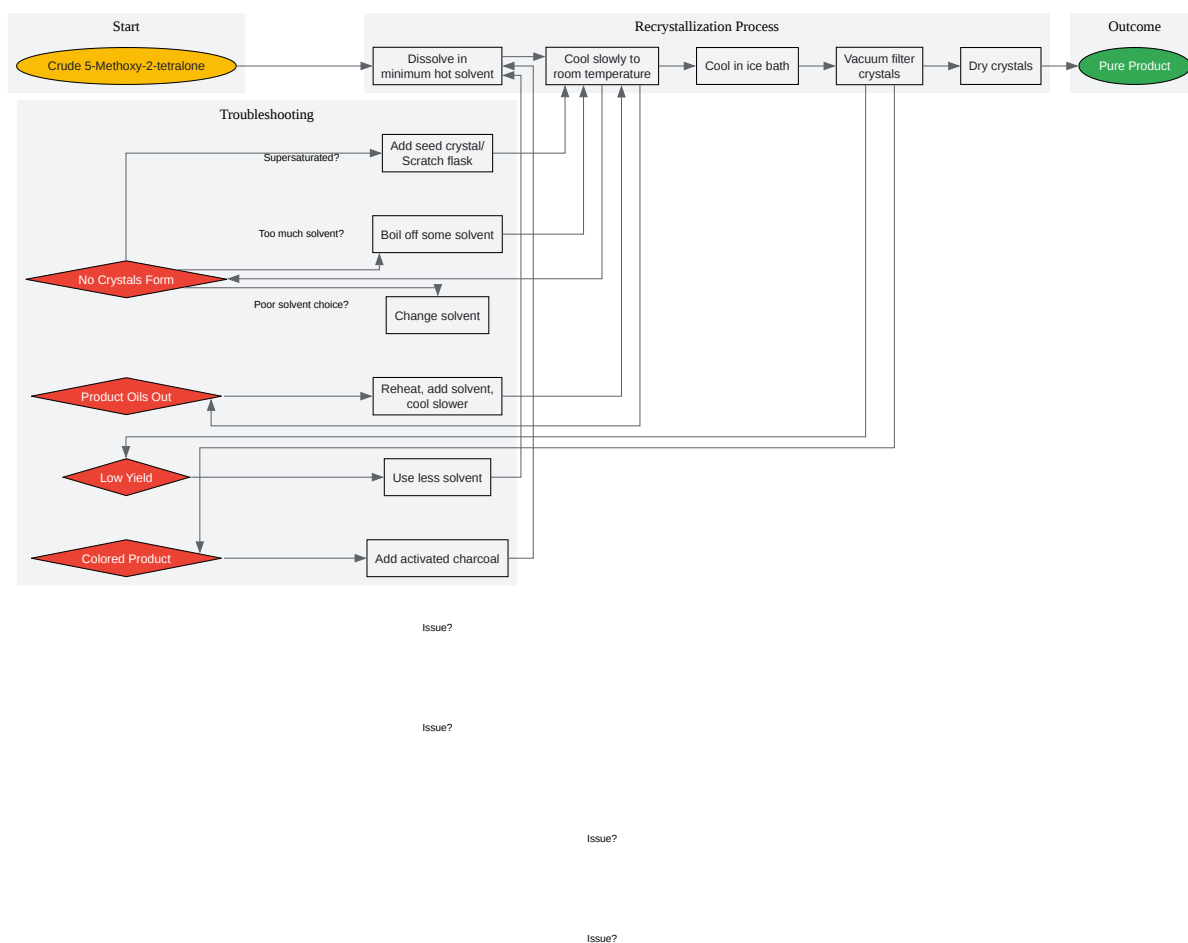 Start
Recrystallization Process
Outcome
Crude 5-Methoxy-2-tetralone
Dissolve in
minimum hot solvent
Cool slowly to
room temperature
Cool in ice bath
Vacuum filter
crystals
Dry crystals
Pure Product
Troubleshooting
Supersaturated?
Add seed crystal/
Scratch flask
Too much solvent?
Boil off some solvent
No Crystals Form
Poor solvent choice?
Change solvent
Product Oils Out
Reheat, add solvent,
cool slower
Low Yield
Use less solvent
Colored Product
Add activated charcoal
Issue?
Issue?
Issue?
Issue?